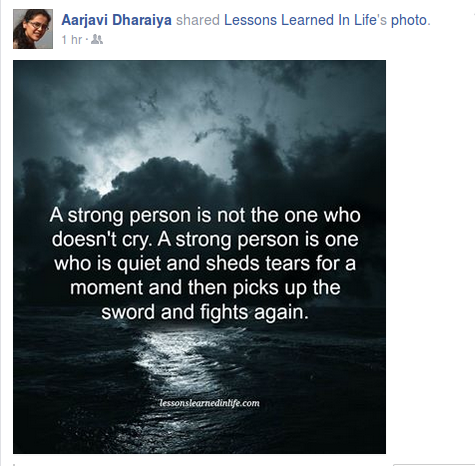 Aarjavi Dharaiya shared Lessons Learned In Life's photo.
1 hr ·
A strong person is not the one who
doesn't cry. A strong person is one
who is quiet and sheds tears for a
moment and then picks up the
sword and fights again.
lessonslearnedinlife.com